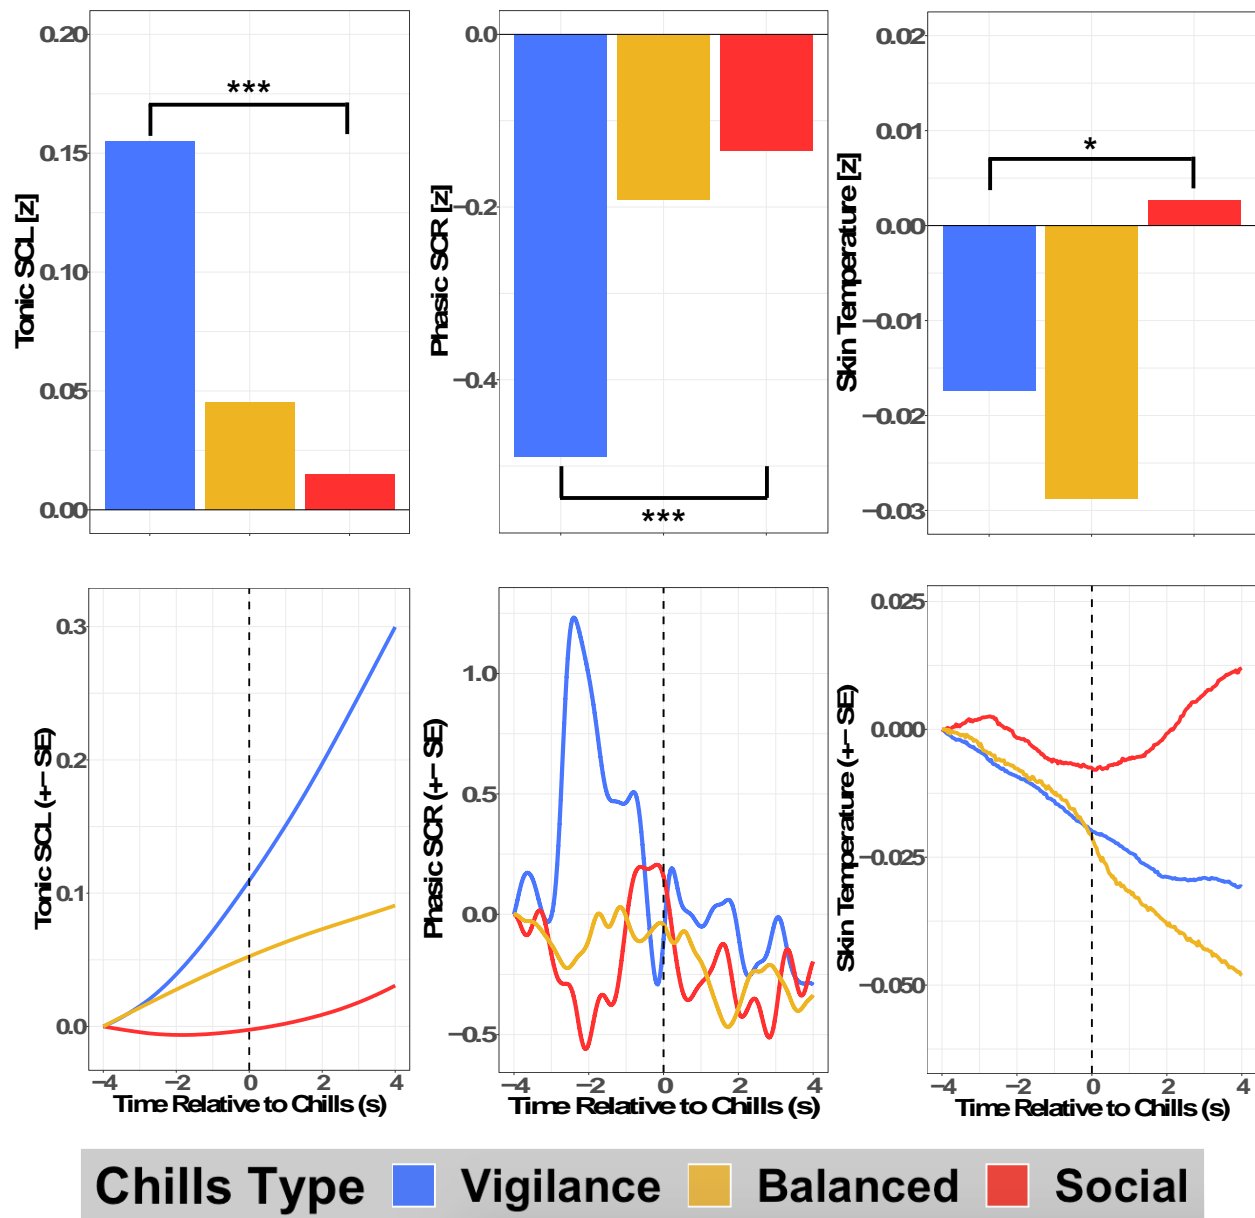 Tonic SCL [z]
0.20
0.15
0.10
0.05
0.00
***
Phasic SCR [z]
0.0
−0.2
−0.4
***
Skin Temperature [z]
0.02
0.01
0.00
−0.01
−0.02
−0.03
*
Tonic SCL (+− SE)
0.3
0.2
0.1
0.0
−4 −2 0 2 4
Time Relative to Chills (s)
Phasic SCR (+− SE)
1.0
0.5
0.0
−0.5
−4 −2 0 2 4
Time Relative to Chills (s)
Skin Temperature (+− SE)
0.025
0.000
−0.025
−0.050
−4 −2 0 2 4
Time Relative to Chills (s)
Chills Type Vigilance Balanced Social